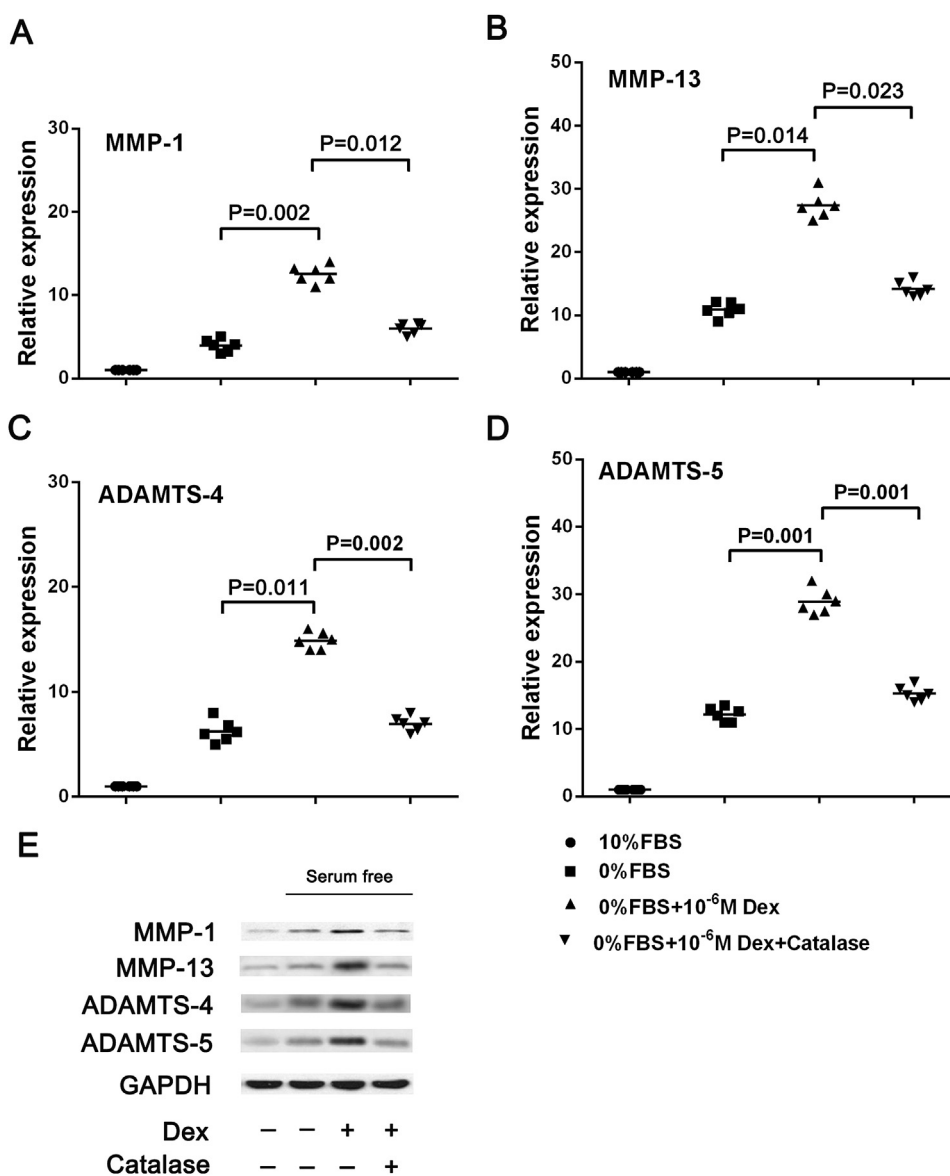 A
MMP-1
Relative expression
30
20
10
0
P=0.002
P=0.012
B
MMP-13
Relative expression
50
40
30
20
10
0
P=0.014
P=0.023
C
ADAMTS-4
Relative expression
30
20
10
0
P=0.011
P=0.002
D
ADAMTS-5
Relative expression
50
40
30
20
10
0
P=0.001
P=0.001
10%FBS
0%FBS
0%FBS+10⁻⁶M Dex
0%FBS+10⁻⁶M Dex+Catalase
E
Serum free
MMP-1
MMP-13
ADAMTS-4
ADAMTS-5
GAPDH
Dex − − + +
Catalase − − − +